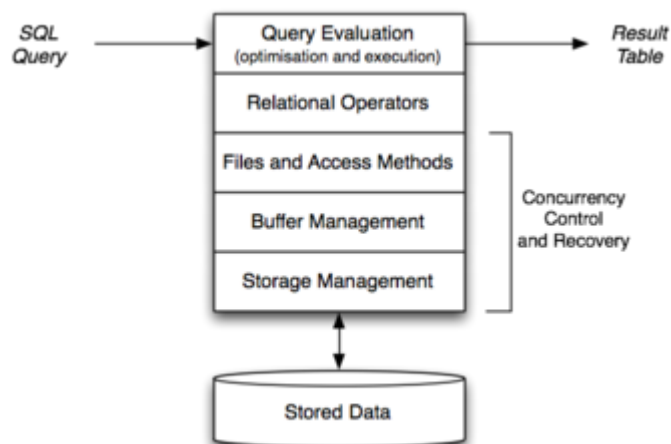 SQL
Query
Query Evaluation
(optimisation and execution)
Result
Table
Relational Operators
Files and Access Methods
Buffer Management
Storage Management
Concurrency
Control
and Recovery
Stored Data